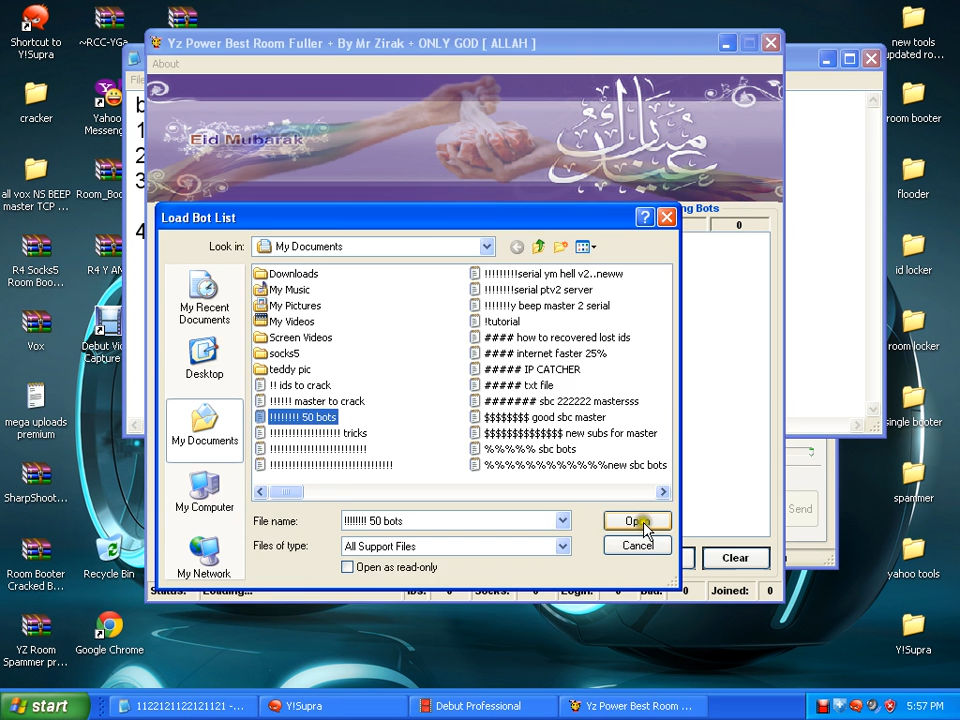 Shortcut to
Y!Supra
~RCC-YGa...
new tools
updated ro...
Yz Power Best Room Fuller + By Mr Zirak + ONLY GOD [ ALLAH ]
About
Eid Mubarak
عيد مبارك
cracker
Yahoo
Messeng...
room booter
all vox NS BEEP
master TCP ...
Room_Boo...
flooder
1
2
3
4
Load Bot List
ng Bots
0
Look in:
My Documents
My Recent
Documents
Desktop
My Documents
My Computer
My Network
Downloads
My Music
My Pictures
My Videos
Screen Videos
socks5
teddy pic
!! ids to crack
!!!!!! master to crack
!!!!!!!! 50 bots
!!!!!!!!!!!!!!!!!!! tricks
!!!!!!!!!!!!!!!!!!!!!!!!!!
!!!!!!!!!!!!!!!!!!!!!!!!!!!!!!!!!
!!!!!!!!!serial ym hell v2..neww
!!!!!!!!serial ptv2 server
!!!!!!!y beep master 2 serial
!tutorial
#### how to recovered lost ids
#### internet faster 25%
##### IP CATCHER
##### txt file
####### sbc 222222 mastersss
$$$$$$$ good sbc master
$$$$$$$$$$$$$ new subs for master
%%%%% sbc bots
%%%%%%%%%%%%new sbc bots
File name:
!!!!!!!! 50 bots
Open
Files of type:
All Support Files
Cancel
Open as read-only
R4 Socks5
Room Boo...
R4 Y AM
id locker
Vox
Debut Vi
Capture
room locker
mega uploads
premium
single booter
SharpShoot...
spammer
Send
Room Booter
Cracked B...
Recycle Bin
Clear
yahoo tools
Status:
Loading...
IDs:
0
Socks:
0
Login:
0
Bad:
0
Joined:
0
YZ Room
Spammer pr...
Google Chrome
Y!Supra
start
1122121122121121 -...
Y!Supra
Debut Professional
Yz Power Best Room ...
5:57 PM